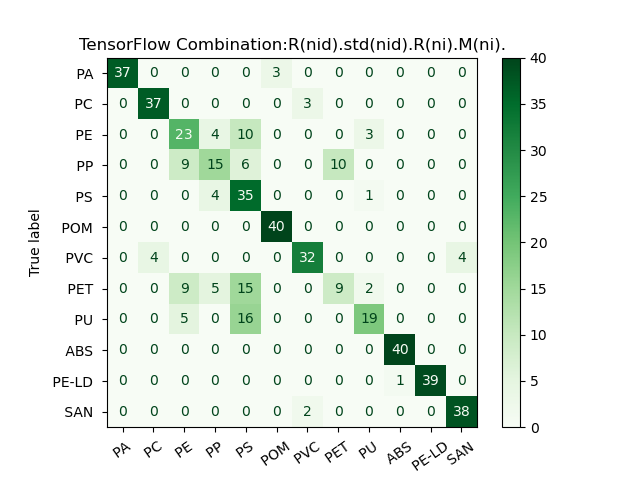 TensorFlow Combination:R(nid).std(nid).R(ni).M(ni).
PA 37 0 0 0 0 3 0 0 0 0 0 0
PC 0 37 0 0 0 0 3 0 0 0 0 0
PE 0 0 23 4 10 0 0 0 3 0 0 0
PP 0 0 9 15 6 0 0 10 0 0 0 0
PS 0 0 0 4 35 0 0 0 1 0 0 0
POM 0 0 0 0 0 40 0 0 0 0 0 0
PVC 0 4 0 0 0 0 32 0 0 0 0 4
PET 0 0 9 5 15 0 0 9 2 0 0 0
PU 0 0 5 0 16 0 0 0 19 0 0 0
ABS 0 0 0 0 0 0 0 0 0 40 0 0
PE-LD 0 0 0 0 0 0 0 0 0 1 39 0
SAN 0 0 0 0 0 0 2 0 0 0 0 38
PA PC PE PP PS POM PVC PET PU ABS PE-LD SAN
True label
40
35
30
25
20
15
10
5
0